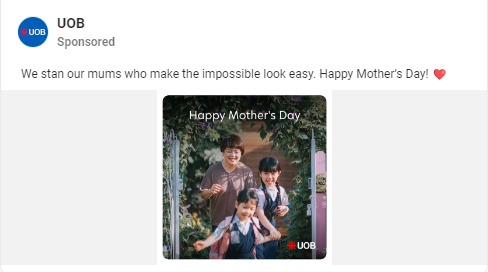 UOB
UOB
Sponsored
We stan our mums who make the impossible look easy. Happy Mother's Day! ❤️
Happy Mother's Day
UOB